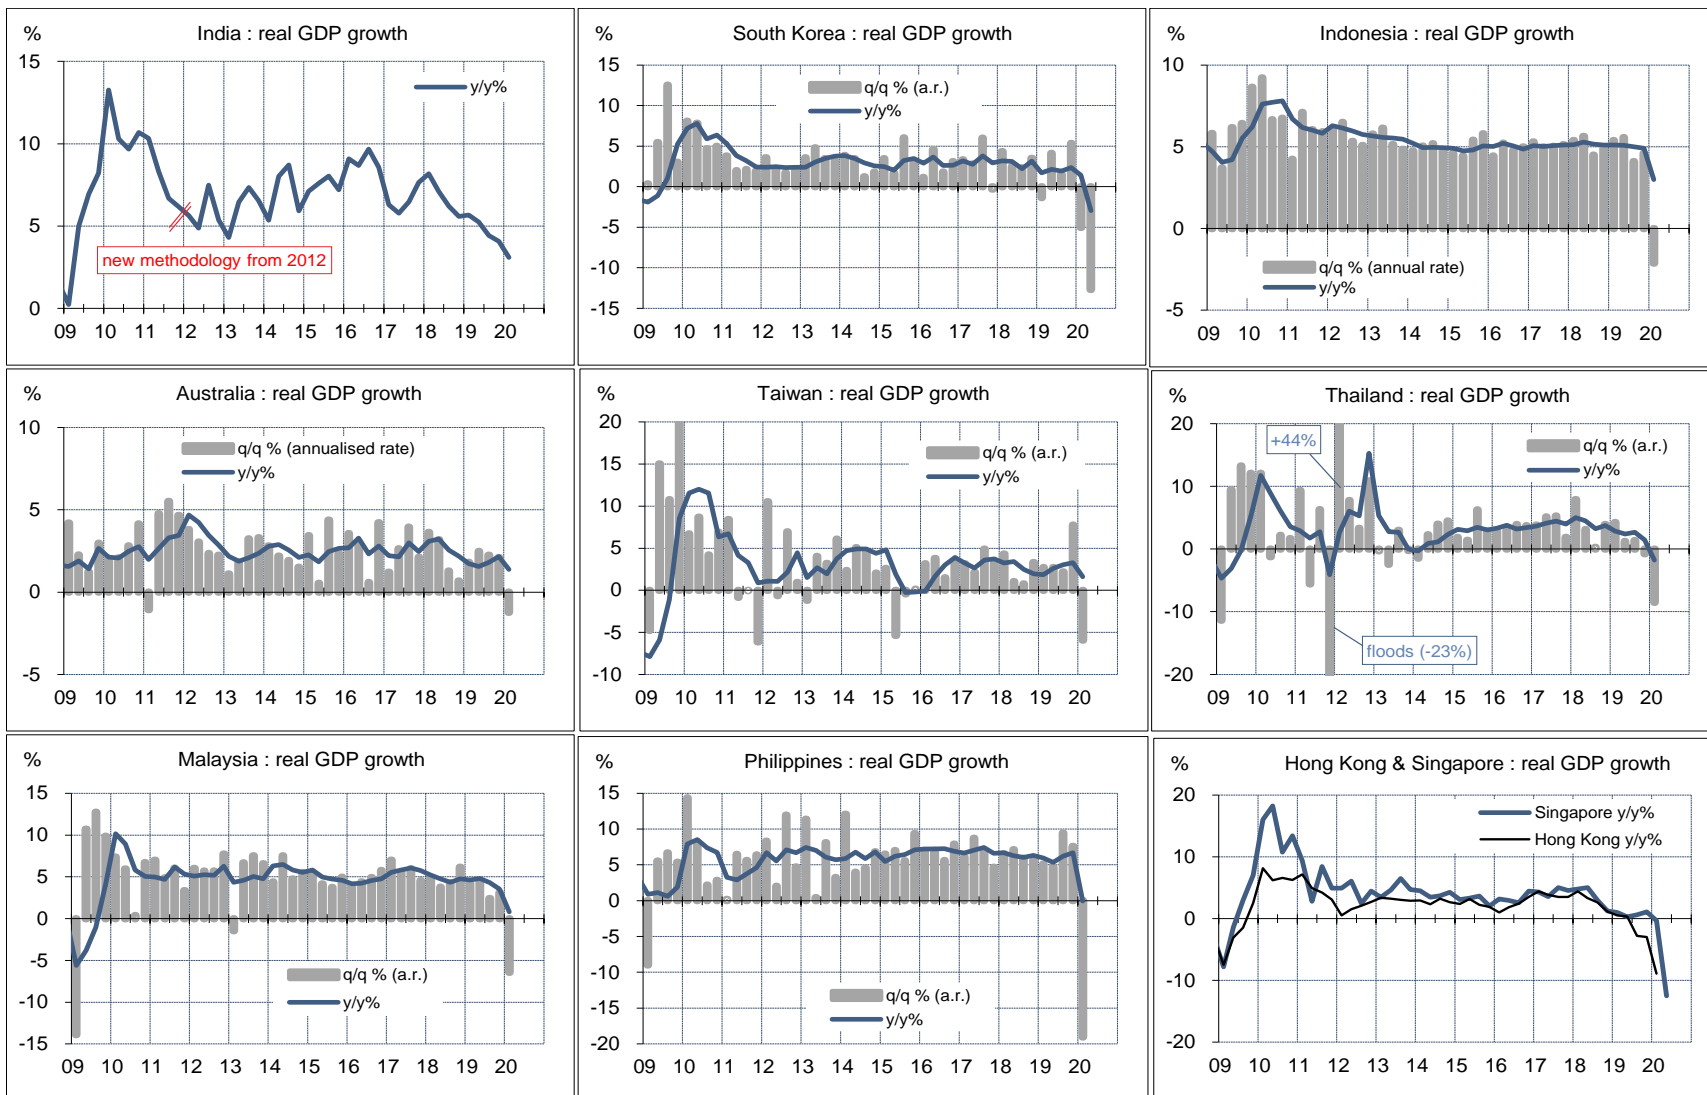 % India : real GDP growth
15
y/y%
10
5
new methodology from 2012
0
09 10 11 12 13 14 15 16 17 18 19 20
% South Korea : real GDP growth
15
q/q % (a.r.)
10
y/y%
5
0
-5
-10
-15
09 10 11 12 13 14 15 16 17 18 19 20
% Indonesia : real GDP growth
10
5
0
q/q % (annual rate)
y/y%
-5
09 10 11 12 13 14 15 16 17 18 19 20
% Australia : real GDP growth
10
q/q % (annualised rate)
y/y%
5
0
-5
09 10 11 12 13 14 15 16 17 18 19 20
% Taiwan : real GDP growth
20
q/q % (a.r.)
15
y/y%
10
5
0
-5
-10
09 10 11 12 13 14 15 16 17 18 19 20
% Thailand : real GDP growth
20
+44%
q/q % (a.r.)
y/y%
10
0
-10
floods (-23%)
-20
09 10 11 12 13 14 15 16 17 18 19 20
% Malaysia : real GDP growth
15
10
5
0
-5
q/q % (a.r.)
-10
y/y%
-15
09 10 11 12 13 14 15 16 17 18 19 20
% Philippines : real GDP growth
15
10
5
0
-5
-10
q/q % (a.r.)
-15
y/y%
-20
09 10 11 12 13 14 15 16 17 18 19 20
% Hong Kong & Singapore : real GDP growth
20
Singapore y/y%
Hong Kong y/y%
10
0
-10
-20
09 10 11 12 13 14 15 16 17 18 19 20